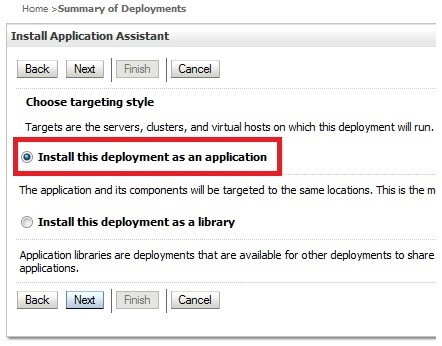 Home >Summary of Deployments
Install Application Assistant
Back Next Finish Cancel
Choose targeting style
Targets are the servers, clusters, and virtual hosts on which this deployment will run.
Install this deployment as an application
The application and its components will be targeted to the same locations. This is the m
Install this deployment as a library
Application libraries are deployments that are available for other deployments to share
applications.
Back Next Finish Cancel